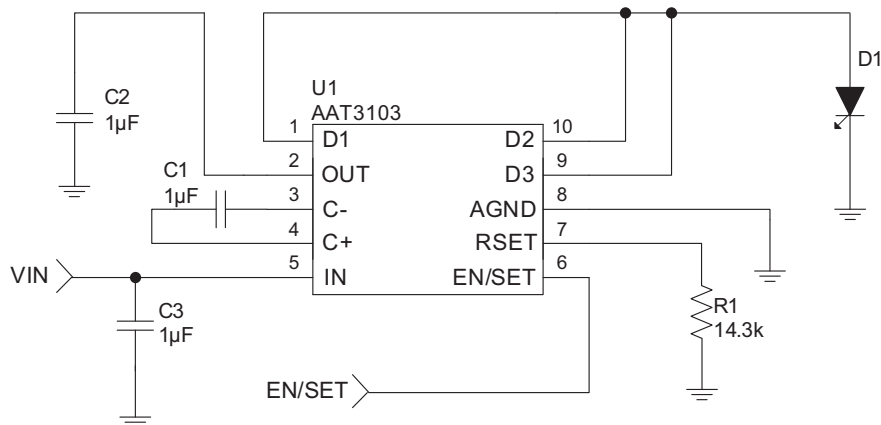 D1
U1
AAT3103
C2
1µF
1
D1
D2
10
2
OUT
D3
9
C1
1µF
3
C-
AGND
8
4
C+
RSET
7
VIN
5
IN
EN/SET
6
C3
1µF
R1
14.3k
EN/SET